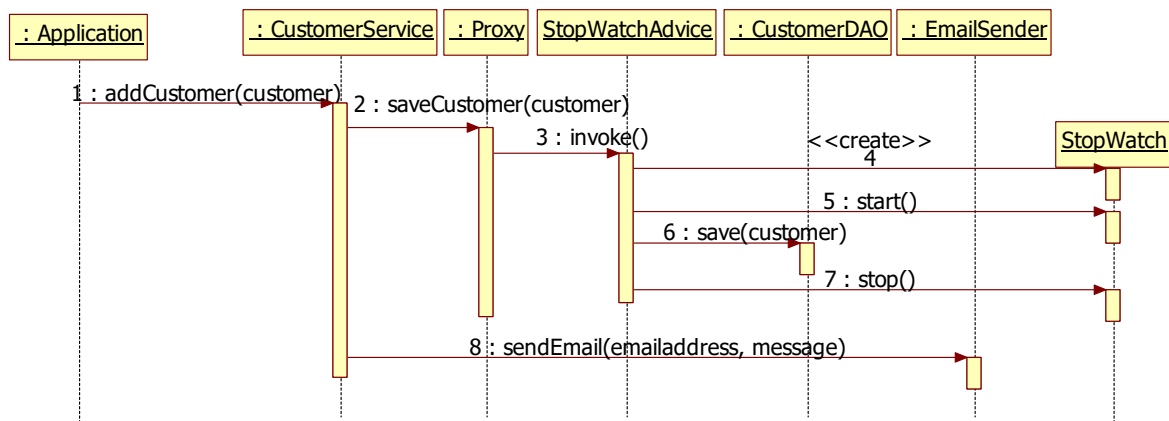 : Application
: CustomerService
: Proxy
StopWatchAdvice
: CustomerDAO
: EmailSender
1 : addCustomer(customer)
2 : saveCustomer(customer)
3 : invoke()
<<create>>
4
StopWatch
5 : start()
6 : save(customer)
7 : stop()
8 : sendEmail(emailaddress, message)